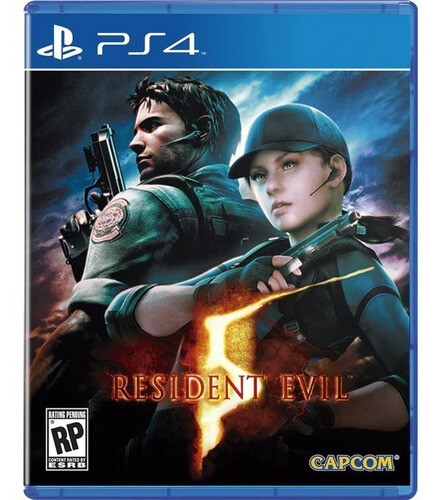 PS4
RESIDENT EVIL
5
RATING PENDING
RP
CONTENT RATED BY
ESRB
CAPCOM